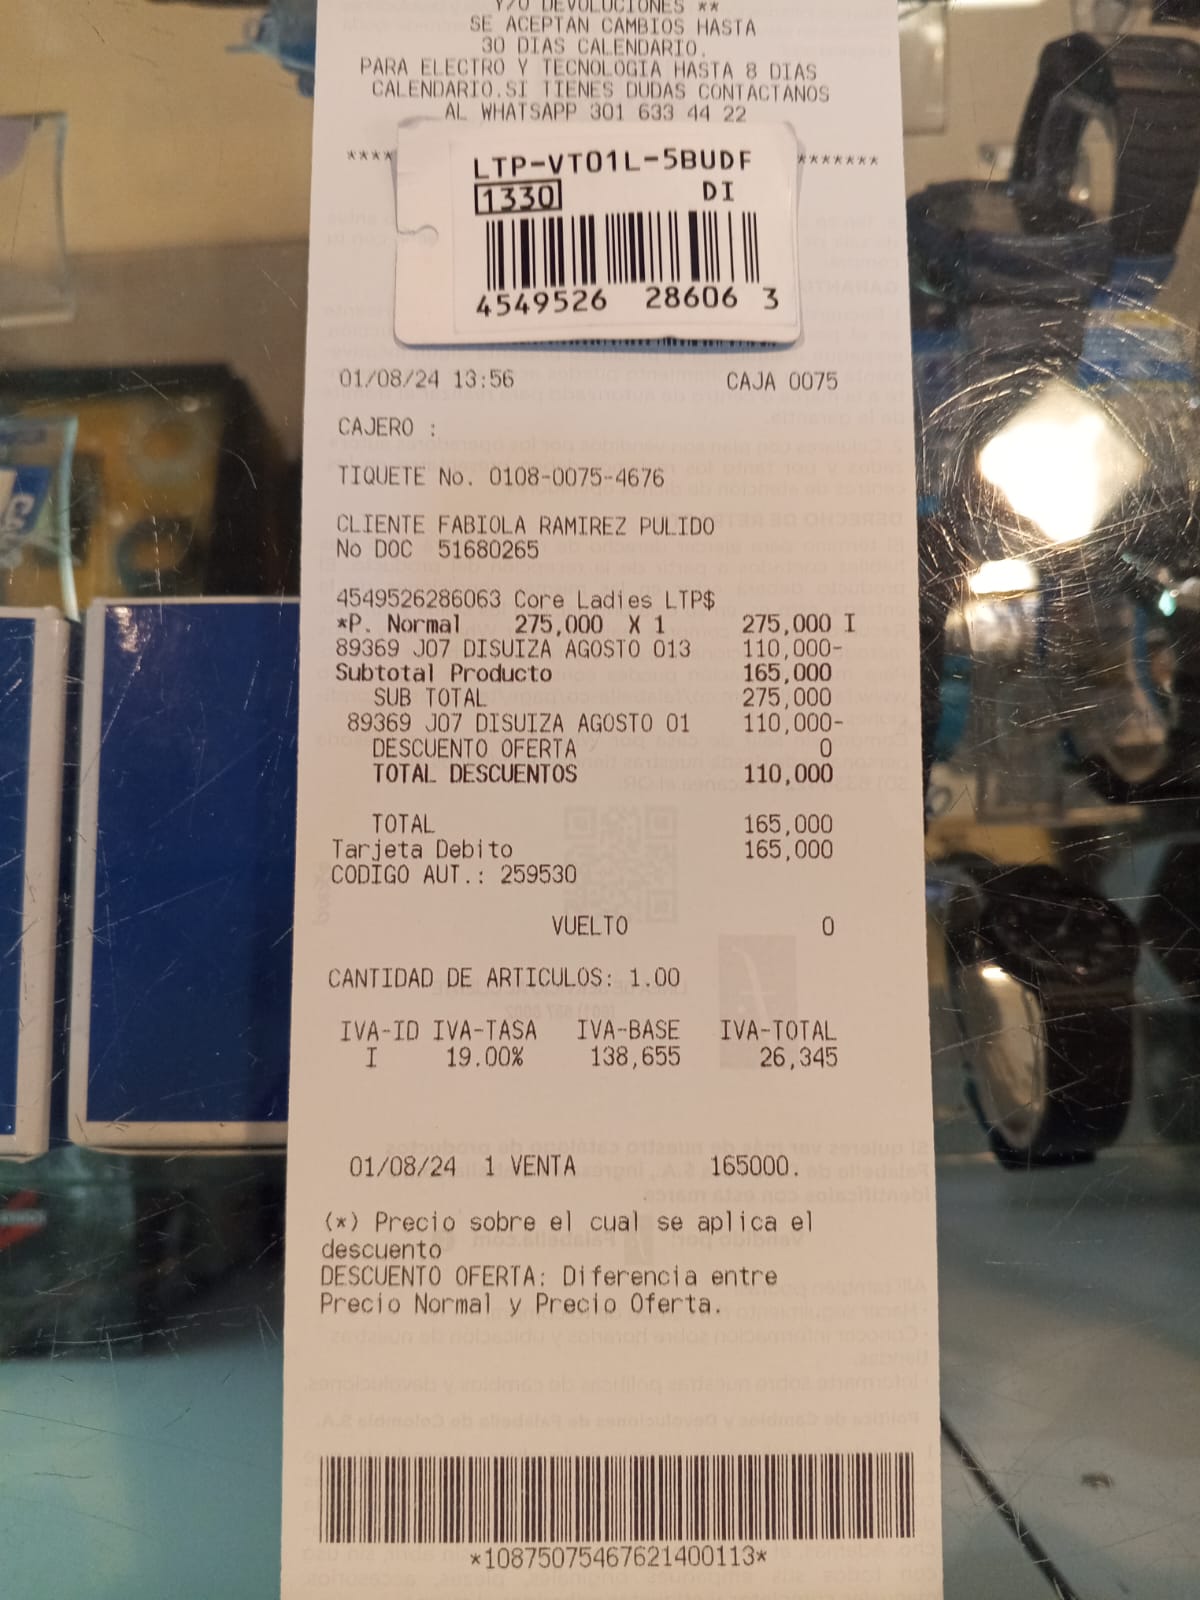 Y/O DEVOLUCIONES **
SE ACEPTAN CAMBIOS HASTA
30 DIAS CALENDARIO.
PARA ELECTRO Y TECNOLOGIA HASTA 8 DIAS
CALENDARIO.SI TIENES DUDAS CONTACTANOS
AL WHATSAPP 301 633 44 22
**** *******
LTP-VT01L-5BUDF
1330 DI
4549526 28606 3
01/08/24 13:56 CAJA 0075
CAJERO :
TIQUETE No. 0108-0075-4676
CLIENTE FABIOLA RAMIREZ PULIDO
No DOC 51680265
4549526286063 Core Ladies LTP$
*P. Normal 275,000 X 1 275,000 I
89369 J07 DISUIZA AGOSTO 013 110,000-
Subtotal Producto 165,000
SUB TOTAL 275,000
89369 J07 DISUIZA AGOSTO 01 110,000-
DESCUENTO OFERTA 0
TOTAL DESCUENTOS 110,000
TOTAL 165,000
Tarjeta Debito 165,000
CODIGO AUT.: 259530
VUELTO 0
CANTIDAD DE ARTICULOS: 1.00
IVA-ID IVA-TASA IVA-BASE IVA-TOTAL
I 19.00% 138,655 26,345
01/08/24 1 VENTA 165000.
(*) Precio sobre el cual se aplica el
descuento
DESCUENTO OFERTA: Diferencia entre
Precio Normal y Precio Oferta.
*10875075467621400113*